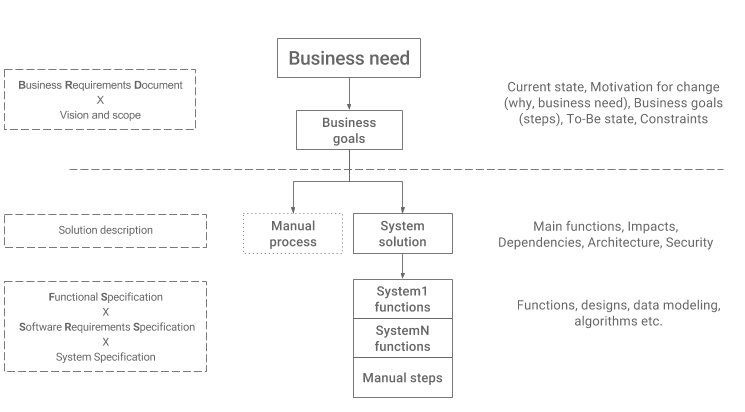 Business need
Business Requirements Document
X
Vision and scope
Current state, Motivation for change
(why, business need), Business goals
(steps), To-Be state, Constraints
Business
goals
Solution description
Manual
process
System
solution
Main functions, Impacts,
Dependencies, Architecture, Security
Functional Specification
X
Software Requirements Specification
X
System Specification
System1
functions
SystemN
functions
Manual steps
Functions, designs, data modeling,
algorithms etc.